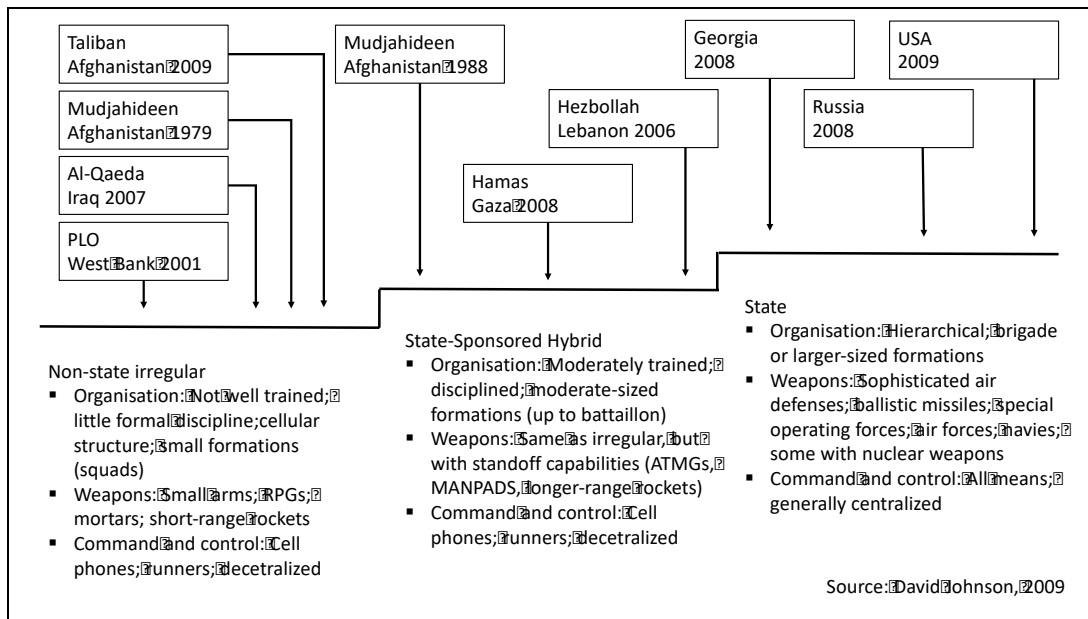 Taliban
Afghanistan 2009
Mudjahideen
Afghanistan 1979
Al-Qaeda
Iraq 2007
PLO
West Bank 2001
Mudjahideen
Afghanistan 1988
Hamas
Gaza 2008
Hezbollah
Lebanon 2006
Georgia
2008
Russia
2008
USA
2009
Non-state irregular
▪ Organisation: Not well trained;
little formal discipline;cellular
structure; small formations
(squads)
▪ Weapons: Small arms; RPGs;
mortars; short-range rockets
▪ Command and control: Cell
phones; runners; decetralized
State-Sponsored Hybrid
▪ Organisation: Moderately trained;
disciplined; moderate-sized
formations (up to battaillon)
▪ Weapons: Same as irregular, but
with standoff capabilities (ATMGs,
MANPADS, longer-range rockets)
▪ Command and control: Cell
phones; runners; decetralized
State
▪ Organisation: Hierarchical; brigade
or larger-sized formations
▪ Weapons: Sophisticated air
defenses; ballistic missiles; special
operating forces; air forces; navies;
some with nuclear weapons
▪ Command and control: All means;
generally centralized
Source: David Johnson, 2009